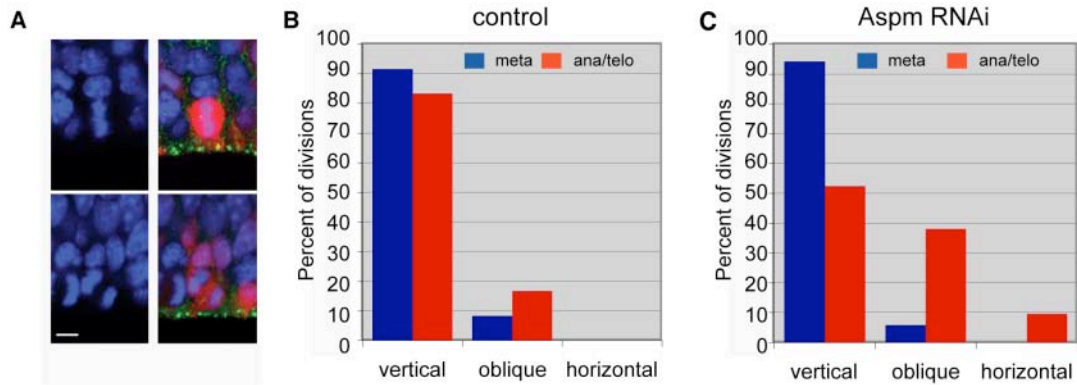 A
B
control
meta
ana/telo
Percent of divisions
100
90
80
70
60
50
40
30
20
10
0
vertical
oblique
horizontal
C
Aspm RNAi
meta
ana/telo
Percent of divisions
100
90
80
70
60
90
50
40
30
20
10
0
vertical
oblique
horizontal